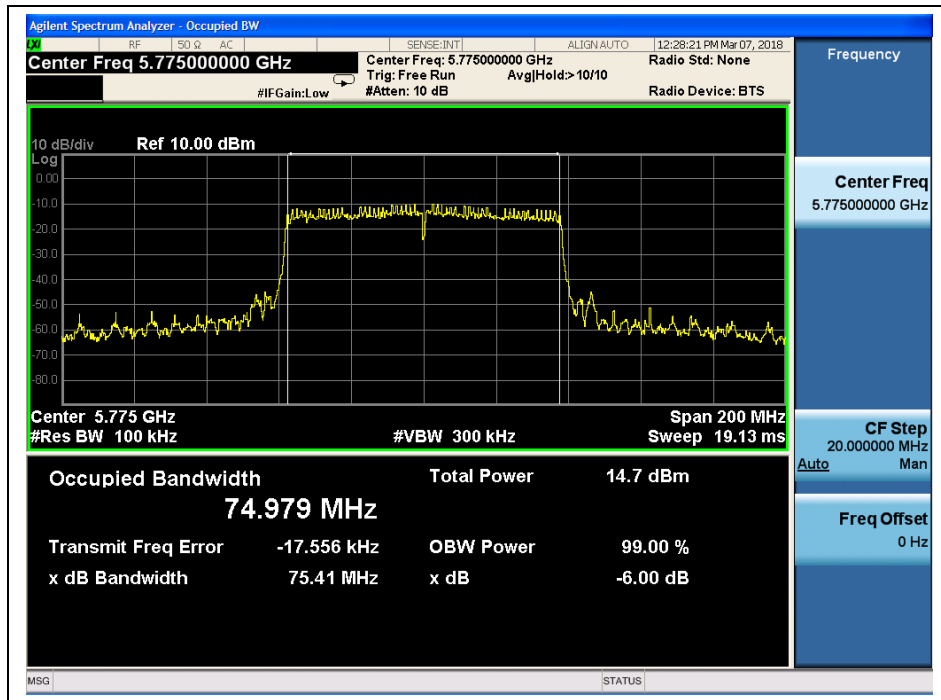 Agilent Spectrum Analyzer - Occupied BW
LXI RF 50 Ω AC SENSE:INT ALIGN AUTO 12:28:21 PM Mar 07, 2018
Center Freq 5.775000000 GHz Center Freq: 5.775000000 GHz Radio Std: None
Trig: Free Run Avg|Hold:>10/10
#IFGain:Low #Atten: 10 dB Radio Device: BTS
10 dB/div Ref 10.00 dBm
Log
0.00
-10.0
-20.0
-30.0
-40.0
-50.0
-60.0
-70.0
-80.0
Center 5.775 GHz Span 200 MHz
#Res BW 100 kHz #VBW 300 kHz Sweep 19.13 ms
Occupied Bandwidth Total Power 14.7 dBm
74.979 MHz
Transmit Freq Error -17.556 kHz OBW Power 99.00 %
x dB Bandwidth 75.41 MHz x dB -6.00 dB
MSG STATUS
Frequency
Center Freq
5.775000000 GHz
CF Step
20.000000 MHz
Auto Man
Freq Offset
0 Hz